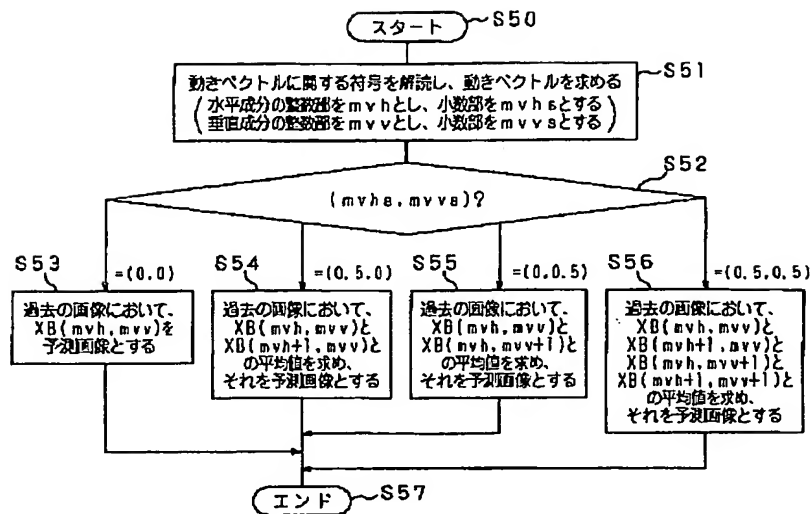 スタート
S50
動きベクトルに関する符号を解読し、動きベクトルを求める
S51
水平成分の整数部をmvhとし、小数部をmvhsとする
垂直成分の整数部をmvvとし、小数部をmvvsとする
S52
(mvhs,mvvs)?
S53
=(0,0)
過去の画像において、
XB(mvh,mvv)を
予測画像とする
S54
=(0.5,0)
過去の画像において、
XB(mvh,mvv)と
XB(mvh+1,mvv)と
の平均値を求め、
それを予測画像とする
S55
=(0,0.5)
過去の画像において、
XB(mvh,mvv)と
XB(mvh,mvv+1)と
の平均値を求め、
それを予測画像とする
S56
=(0.5,0.5)
過去の画像において、
XB(mvh,mvv)と
XB(mvh+1,mvv)と
XB(mvh,mvv+1)と
XB(mvh+1,mvv+1)と
の平均値を求め、
それを予測画像とする
エンド
S57